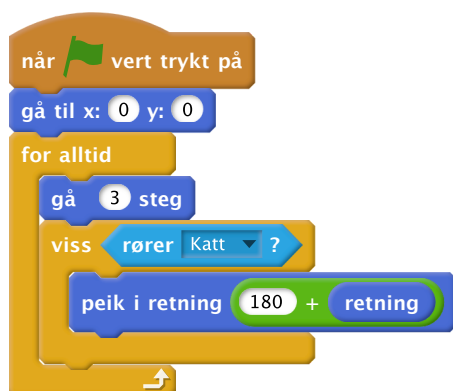 når vert trykt på
gå til x: 0 y: 0
for alltid
gå 3 steg
viss rører Katt ?
peik i retning 180 + retning